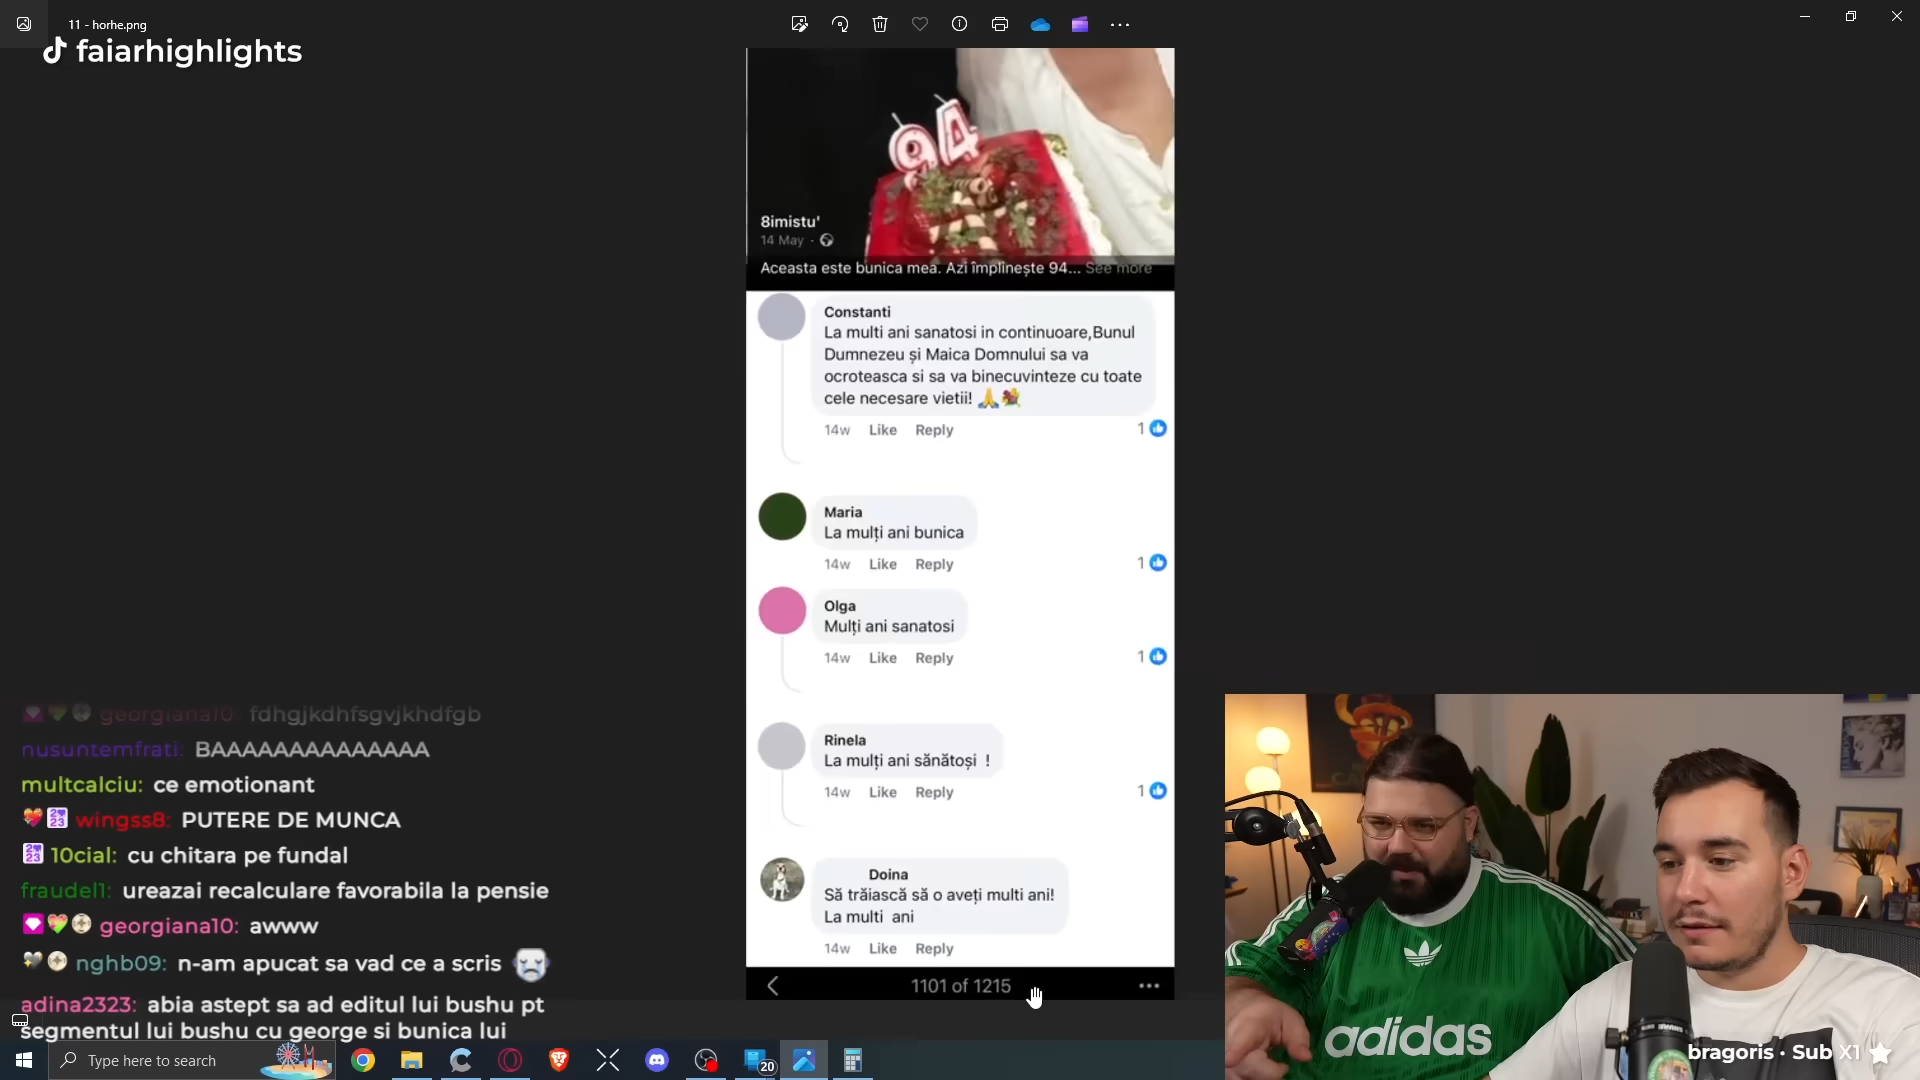 11 - horhe.png
faiarhighlights
94
8imistu'
14 May ·
Aceasta este bunica mea. Azi împlinește 94... See more
Constanti
La multi ani sanatosi in continuoare,Bunul
Dumnezeu și Maica Domnului sa va
ocroteasca si sa va binecuvinteze cu toate
cele necesare vietii! 🙏💐
14w Like Reply 1
Maria
La mulți ani bunica
14w Like Reply 1
Olga
Mulți ani sanatosi
14w Like Reply 1
Rinela
La mulți ani sănătoși !
14w Like Reply 1
Doina
Să trăiască să o aveți multi ani!
La multi ani
14w Like Reply
1101 of 1215
georgiana10: fdhgjkdhfsgvjkhdfgb
nusuntemfrati: BAAAAAAAAAAAAAA
multcalciu: ce emotionant
wingss8: PUTERE DE MUNCA
10cial: cu chitara pe fundal
fraudel1: ureazai recalculare favorabila la pensie
georgiana10: awww
nghb09: n-am apucat sa vad ce a scris
adina2323: abia astept sa ad editul lui bushu pt
segmentul lui bushu cu george si bunica lui
adidas
bragoris · Sub X1
Type here to search
20